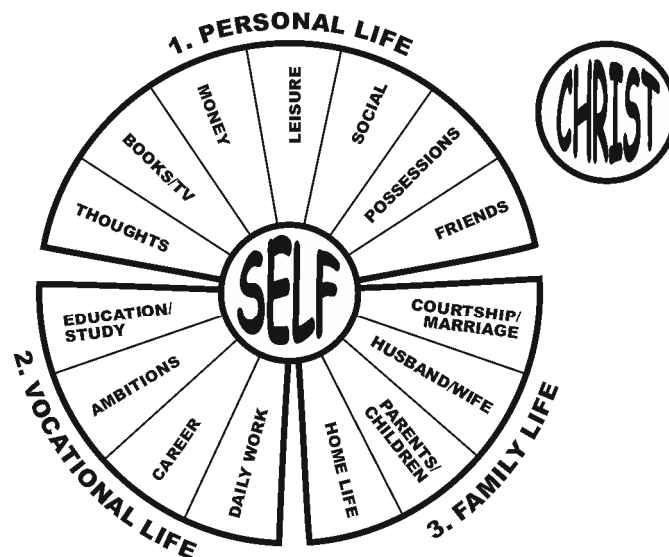 1. PERSONAL LIFE
THOUGHTS
BOOKS/TV
MONEY
LEISURE
SOCIAL
POSSESSIONS
FRIENDS
CHRIST
SELF
2. VOCATIONAL LIFE
EDUCATION/
STUDY
AMBITIONS
CAREER
DAILY WORK
3. FAMILY LIFE
COURTSHIP/
MARRIAGE
HUSBAND/WIFE
PARENTS/
CHILDREN
HOME LIFE